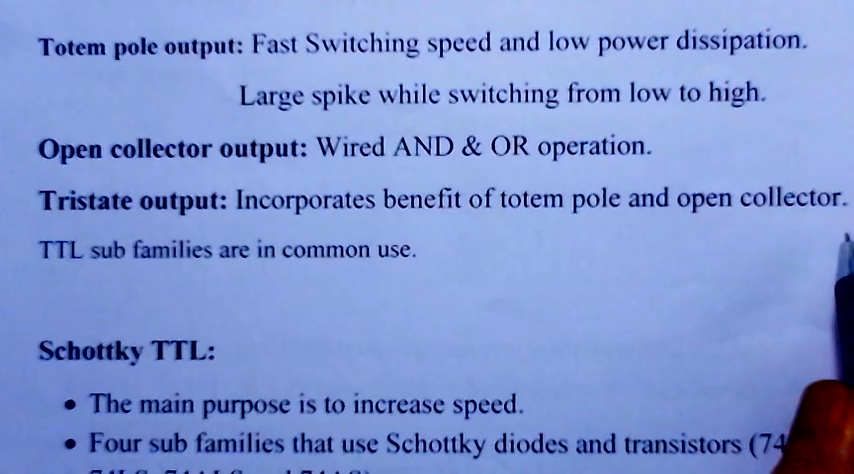 Totem pole output: Fast Switching speed and low power dissipation.
Large spike while switching from low to high.
Open collector output: Wired AND & OR operation.
Tristate output: Incorporates benefit of totem pole and open collector.
TTL sub families are in common use.
Schottky TTL:
• The main purpose is to increase speed.
• Four sub families that use Schottky diodes and transistors (74